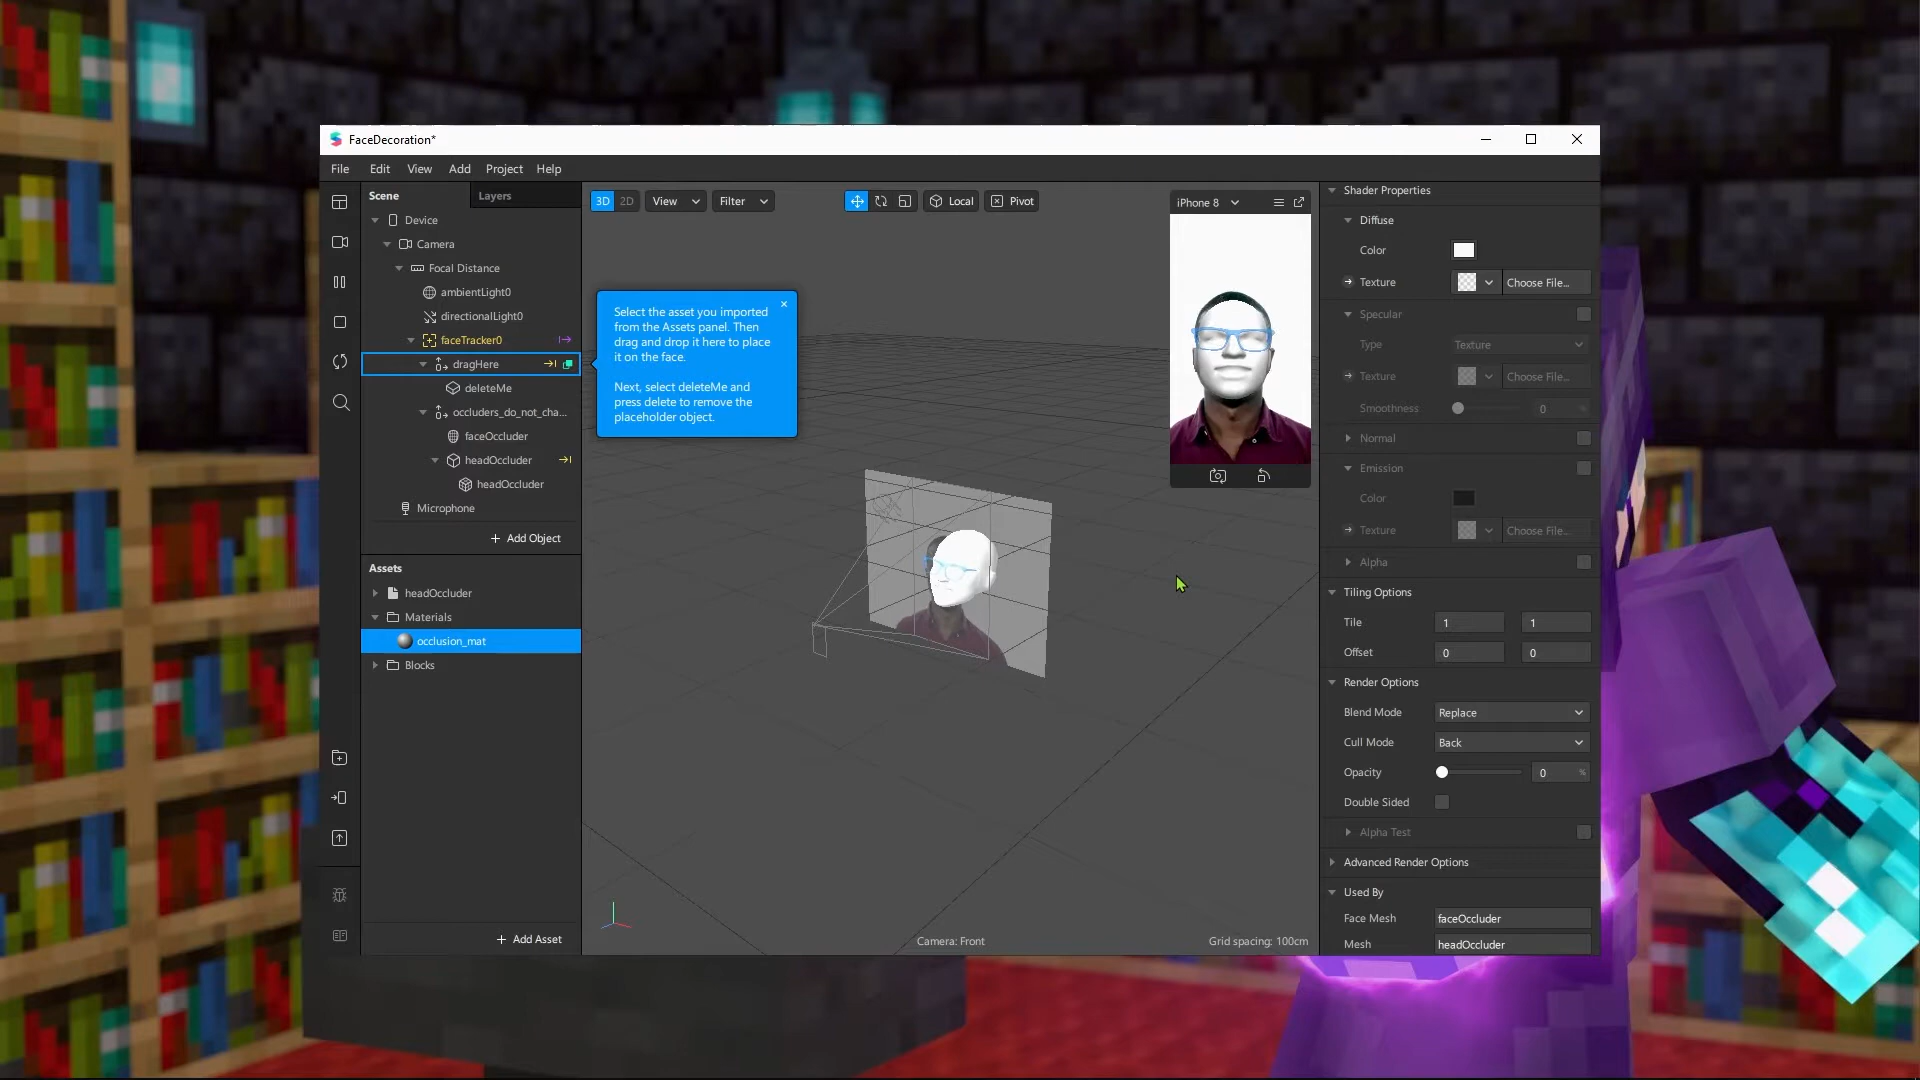 FaceDecoration*
File Edit View Add Project Help
Scene Layers
Device
Camera
Focal Distance
ambientLight0
directionalLight0
faceTracker0
dragHere
deleteMe
occluders_do_not_cha...
faceOccluder
headOccluder
headOccluder
Microphone
+ Add Object
Assets
headOccluder
Materials
occlusion_mat
Blocks
+ Add Asset
3D 2D View Filter Local Pivot
Select the asset you imported
from the Assets panel. Then
drag and drop it here to place
it on the face.
Next, select deleteMe and
press delete to remove the
placeholder object.
iPhone 8
Camera: Front
Grid spacing: 100cm
Shader Properties
Diffuse
Color
Texture Choose File...
Specular
Type Texture
Texture Choose File...
Smoothness 0 %
Normal
Emission
Color
Texture Choose File...
Alpha
Tiling Options
Tile 1 1
Offset 0 0
Render Options
Blend Mode Replace
Cull Mode Back
Opacity 0 %
Double Sided
Alpha Test
Advanced Render Options
Used By
Face Mesh faceOccluder
Mesh headOccluder